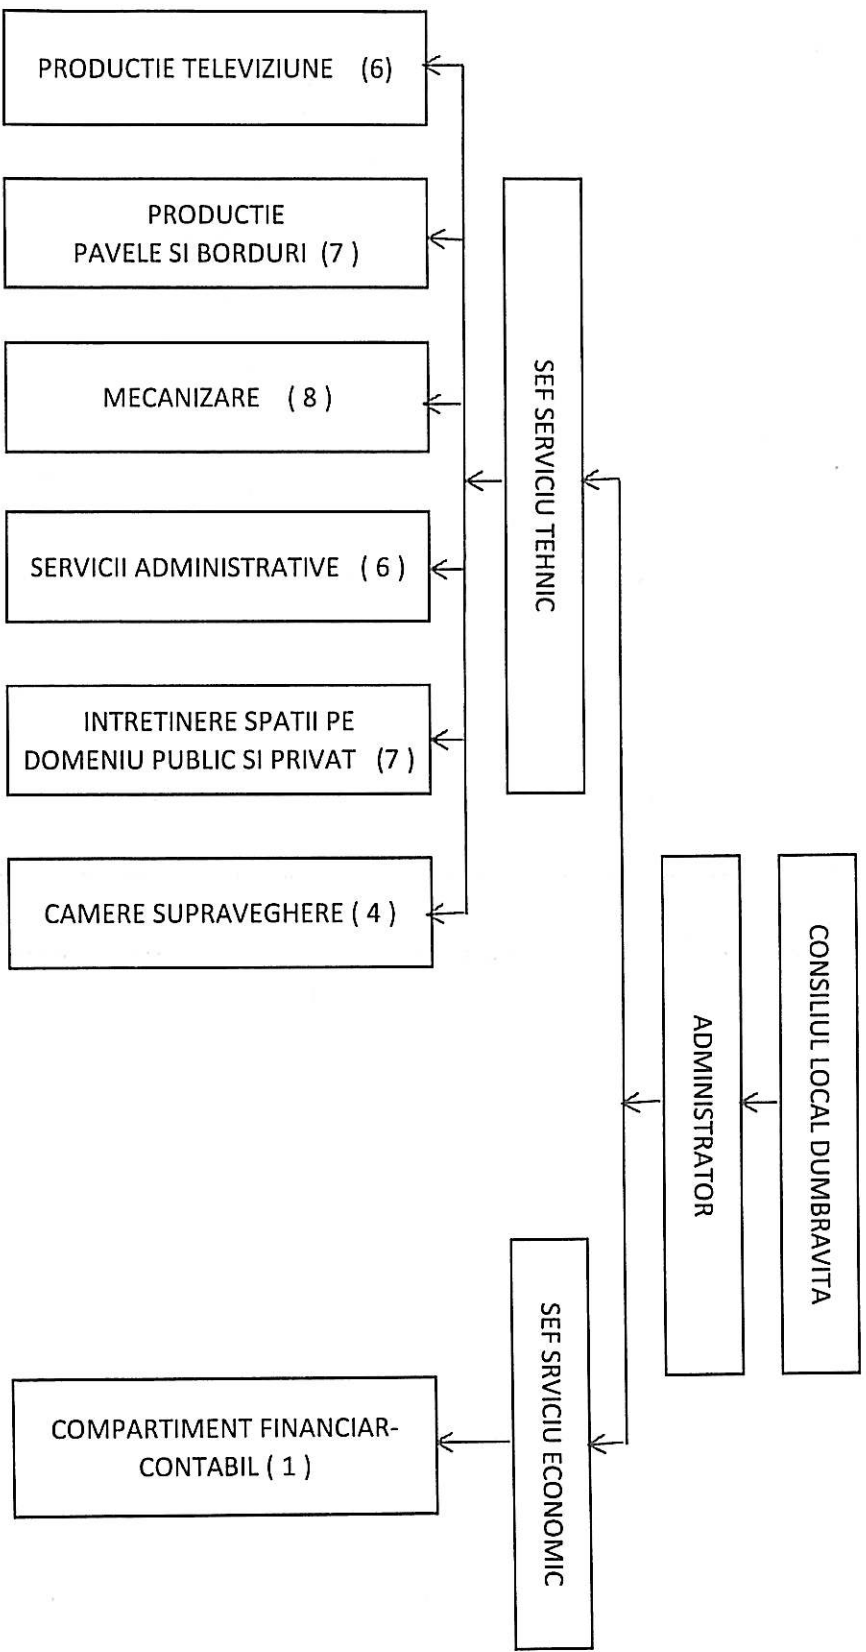 CONSILIUL LOCAL DUMBRAVITA
ADMINISTRATOR
SEF SERVICIU TEHNIC
SEF SRVICIU ECONOMIC
PRODUCTIE TELEVIZIUNE (6)
PRODUCTIE
PAVELE SI BORDURI (7 )
MECANIZARE ( 8 )
SERVICII ADMINISTRATIVE ( 6 )
INTRETINERE SPATII PE
DOMENIU PUBLIC SI PRIVAT (7 )
CAMERE SUPRAVEGHERE ( 4 )
COMPARTIMENT FINANCIAR-
CONTABIL ( 1 )